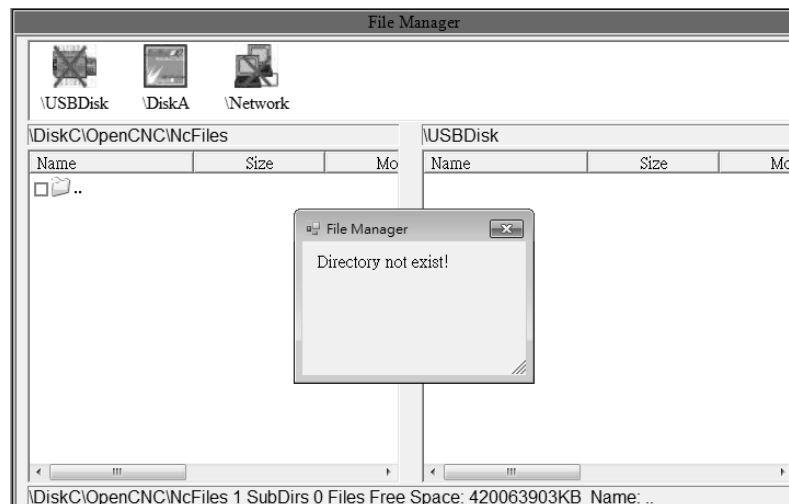 File Manager
\USBDisk \DiskA \Network
\DiskC\OpenCNC\NcFiles \USBDisk
Name Size Mo Name Size Mo
..
File Manager
Directory not exist!
\DiskC\OpenCNC\NcFiles 1 SubDirs 0 Files Free Space: 420063903KB Name: ..